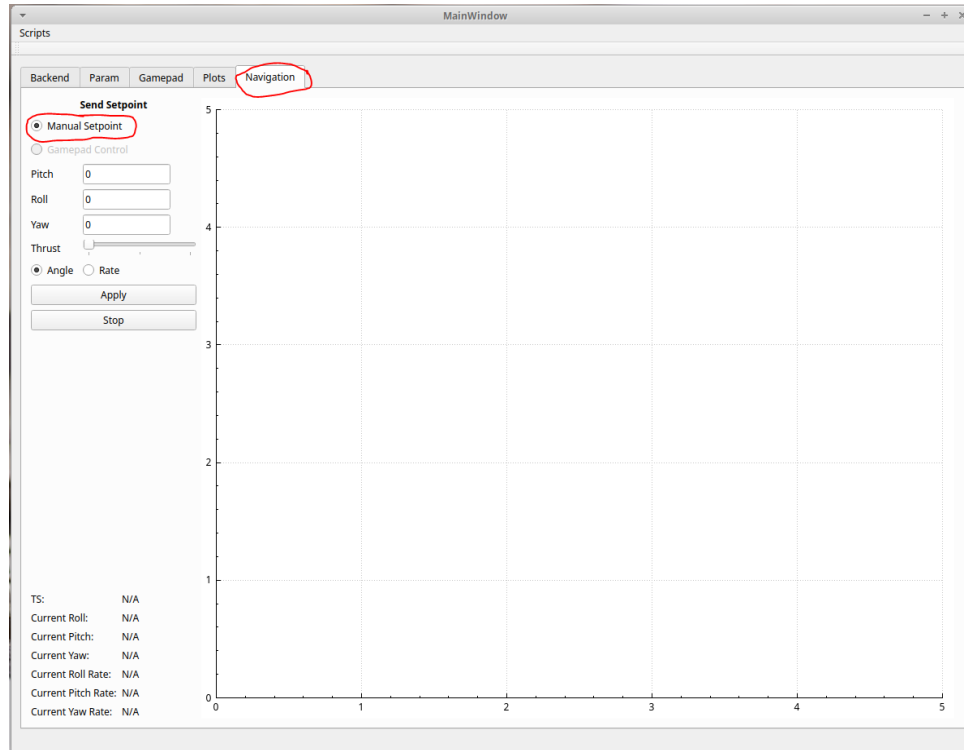 MainWindow
Scripts
Backend Param Gamepad Plots Navigation
Send Setpoint
Manual Setpoint
Gamepad Control
Pitch 0
Roll 0
Yaw 0
Thrust
Angle Rate
Apply
Stop
TS: N/A
Current Roll: N/A
Current Pitch: N/A
Current Yaw: N/A
Current Roll Rate: N/A
Current Pitch Rate: N/A
Current Yaw Rate: N/A
5
4
3
2
1
0
0 1 2 3 4 5